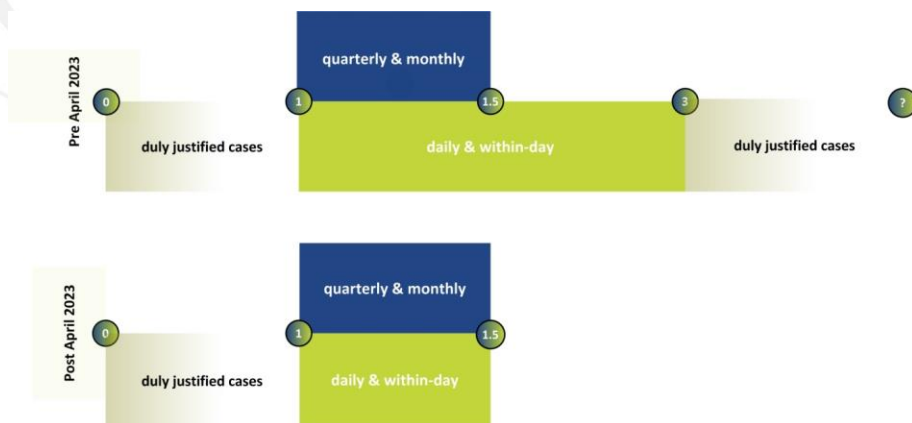 Pre April 2023
quarterly & monthly
0
1
1.5
3
?
duly justified cases
daily & within-day
duly justified cases
Post April 2023
quarterly & monthly
0
1
1.5
duly justified cases
daily & within-day